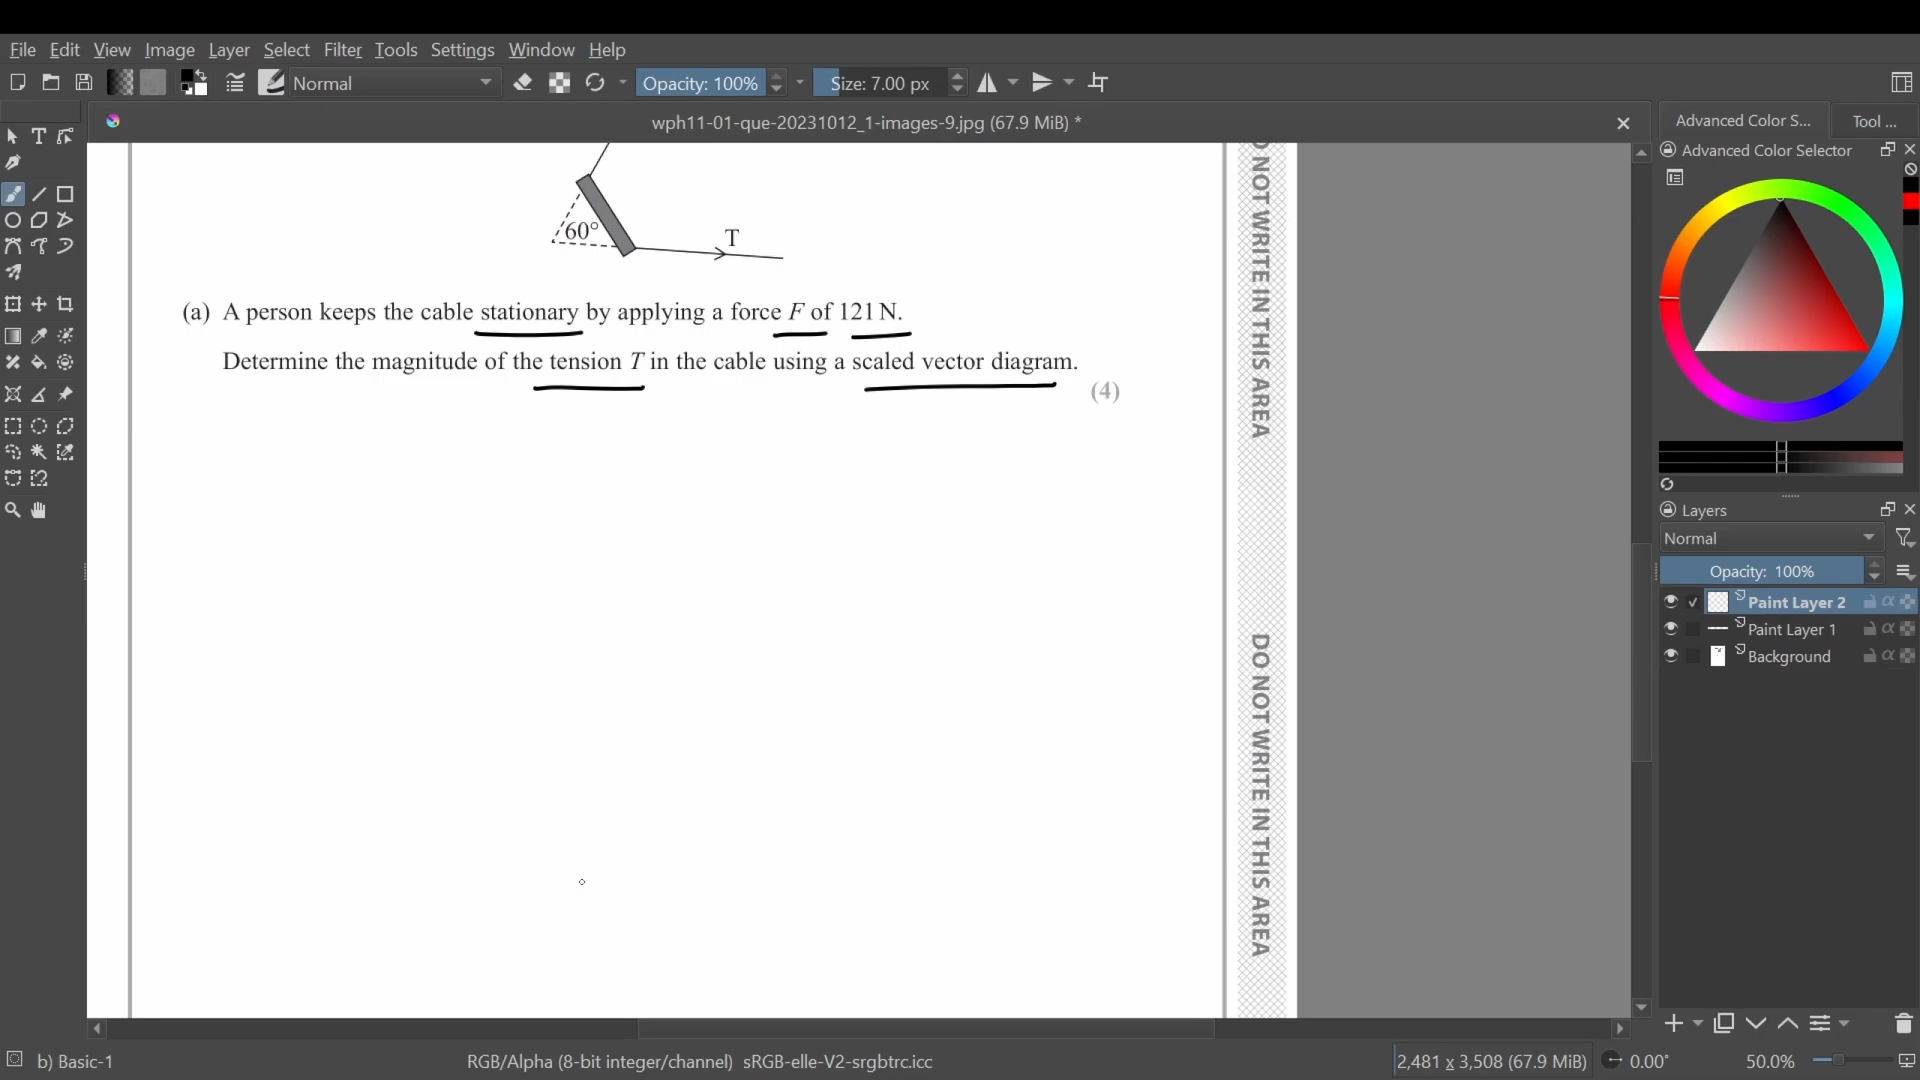 File Edit View Image Layer Select Filter Tools Settings Window Help
Normal Opacity: 100% Size: 7.00 px
wph11-01-que-20231012_1-images-9.jpg (67.9 MiB) *
Advanced Color S... Tool ...
Advanced Color Selector
60°
T
(a) A person keeps the cable stationary by applying a force F of 121 N.
Determine the magnitude of the tension T in the cable using a scaled vector diagram.
(4)
O NOT WRITE IN THIS AREA
DO NOT WRITE IN THIS AREA
Layers
Normal
Opacity: 100%
Paint Layer 2
Paint Layer 1
Background
b) Basic-1
RGB/Alpha (8-bit integer/channel) sRGB-elle-V2-srgbtrc.icc
2,481 x 3,508 (67.9 MiB)
0.00°
50.0%